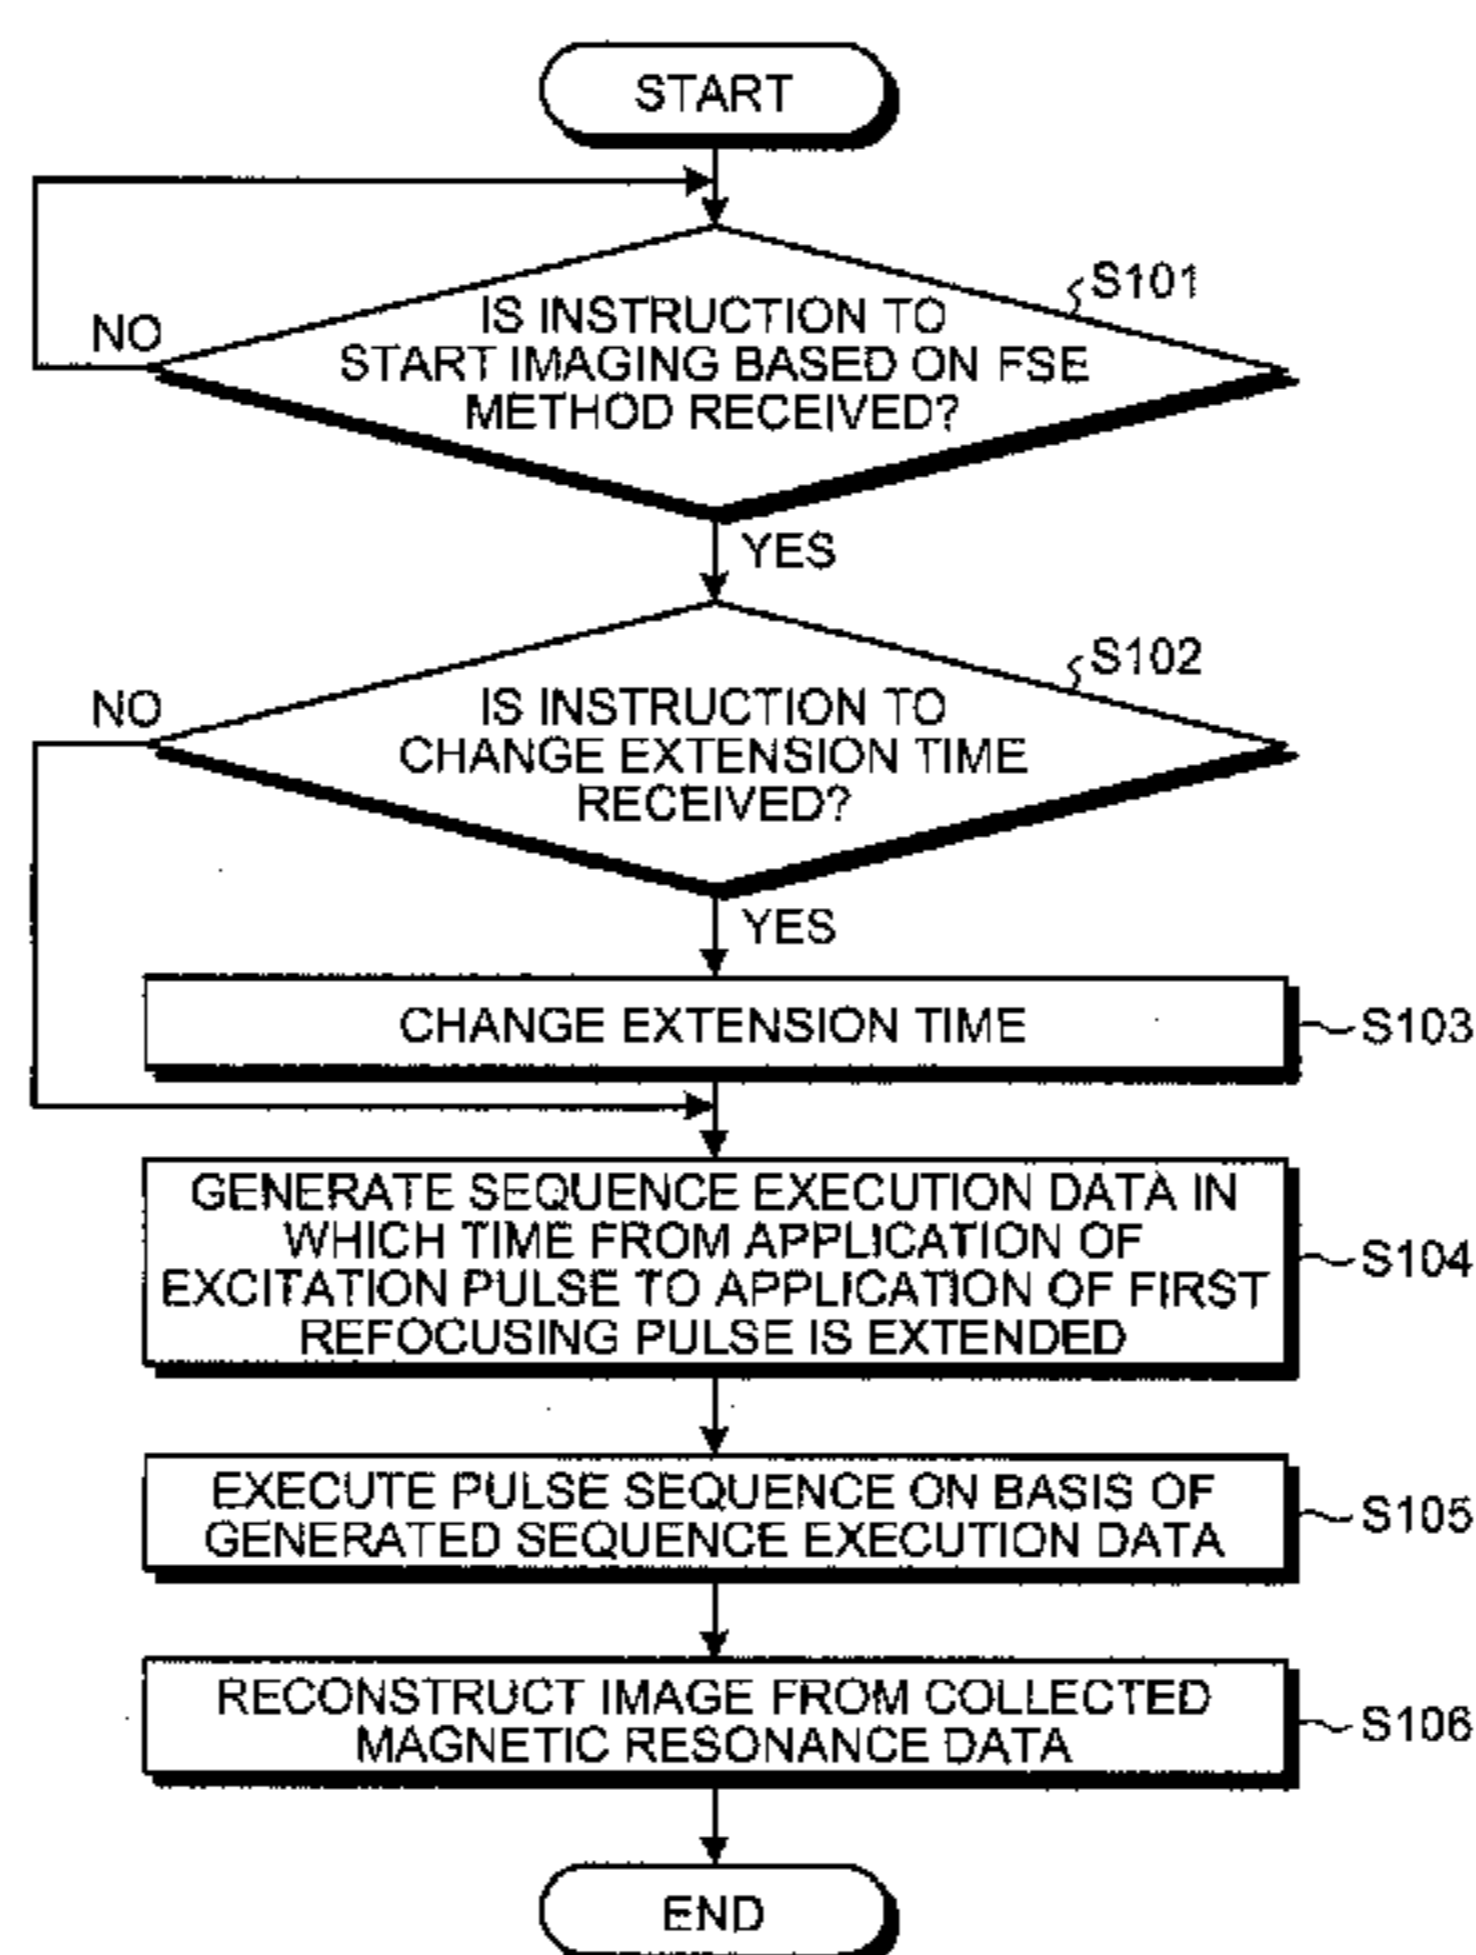 START
S101
IS INSTRUCTION TO
NO
START IMAGING BASED ON FSE
METHOD RECEIVED?
YES
S102
NO
IS INSTRUCTION TO
CHANGE EXTENSION TIME
RECEIVED?
YES
CHANGE EXTENSION TIME
S103
GENERATE SEQUENCE EXECUTION DATA IN
WHICH TIME FROM APPLICATION OF
EXCITATION PULSE TO APPLICATION OF FIRST
REFOCUSING PULSE IS EXTENDED
S104
EXECUTE PULSE SEQUENCE ON BASIS OF
GENERATED SEQUENCE EXECUTION DATA
S105
RECONSTRUCT IMAGE FROM COLLECTED
MAGNETIC RESONANCE DATA
S106
END